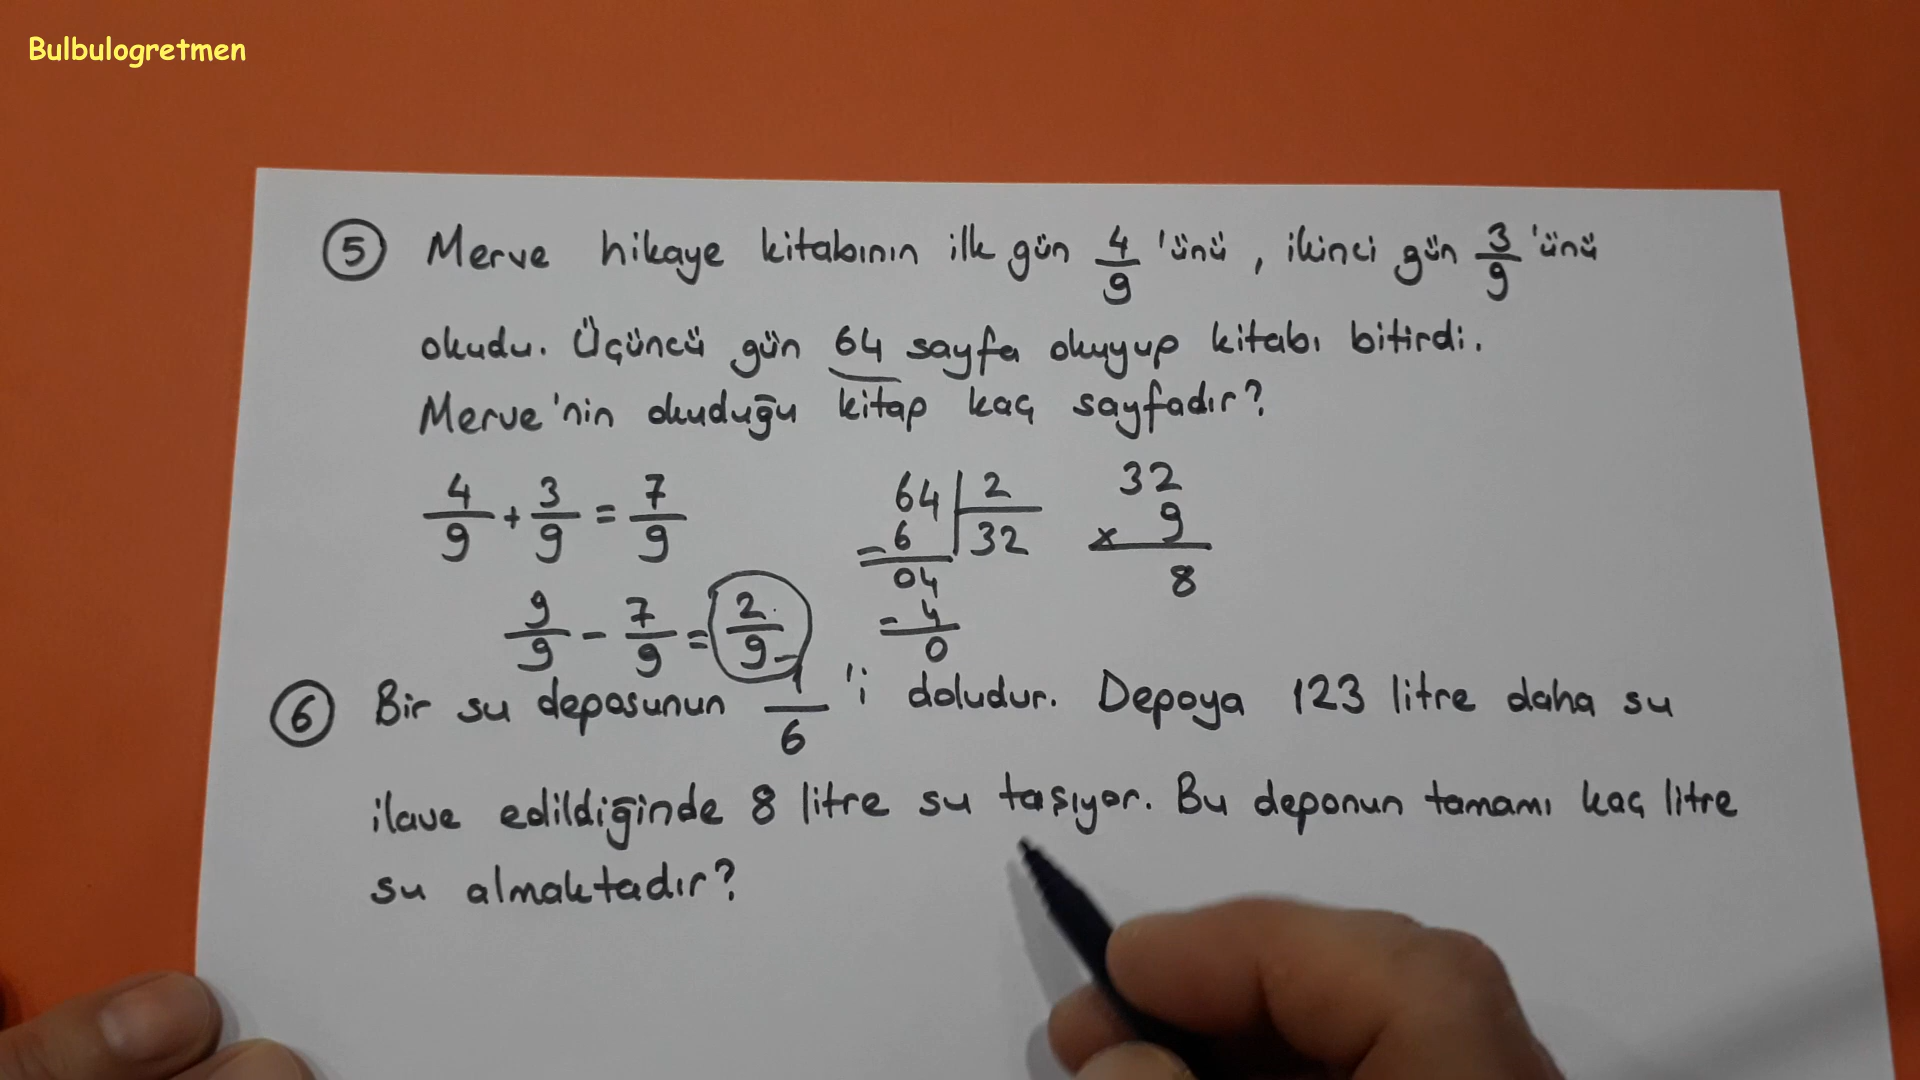 Bulbulogretmen
5 Merve hikaye kitabının ilk gün 4/9 'ünü, ikinci gün 3/9 'ünü
okudu. Üçüncü gün 64 sayfa okuyup kitabı bitirdi.
Merve'nin okuduğu kitap kaç sayfadır?
4/9 + 3/9 = 7/9
9/9 - 7/9 = 2/9
64 | 2
- 6 | 32
04
- 4
0
32
x 9
8
6 Bir su deposunun 1/6 'i doludur. Depoya 123 litre daha su
ilave edildiğinde 8 litre su taşıyor. Bu deponun tamamı kaç litre
su almaktadır?